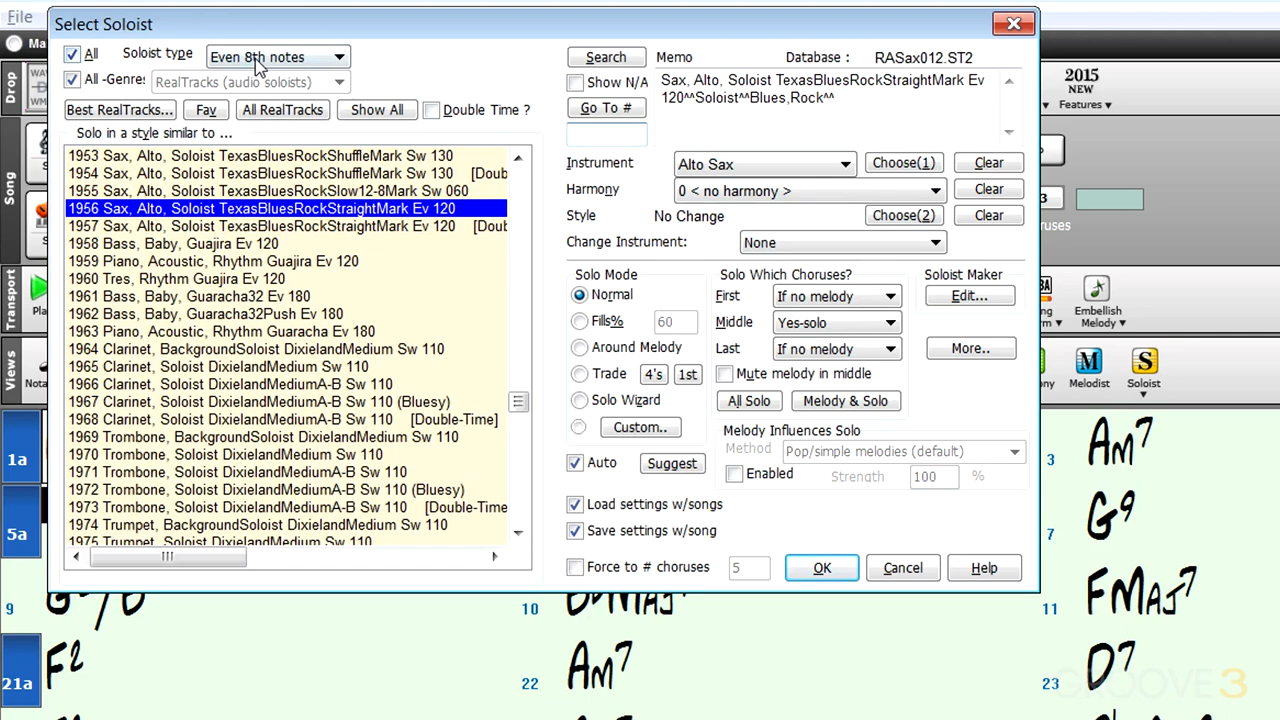 File
Select Soloist
Ma
All Soloist type Even 8th notes
Search Memo Database : RASax012.ST2
All -Genre: RealTracks (audio soloists)
Show N/A
Sax, Alto, Soloist TexasBluesRockStraightMark Ev
120^^Soloist^^Blues,Rock^^
2015
NEW
Features
Drop
Best RealTracks... Fav All RealTracks Show All Double Time ?
Go To #
Solo in a style similar to ...
1953 Sax, Alto, Soloist TexasBluesRockShuffleMark Sw 130
1954 Sax, Alto, Soloist TexasBluesRockShuffleMark Sw 130 [Doub
1955 Sax, Alto, Soloist TexasBluesRockSlow12-8Mark Sw 060
1956 Sax, Alto, Soloist TexasBluesRockStraightMark Ev 120
1957 Sax, Alto, Soloist TexasBluesRockStraightMark Ev 120 [Dou
1958 Bass, Baby, Guajira Ev 120
1959 Piano, Acoustic, Rhythm Guajira Ev 120
1960 Tres, Rhythm Guajira Ev 120
1961 Bass, Baby, Guaracha32 Ev 180
1962 Bass, Baby, Guaracha32Push Ev 180
1963 Piano, Acoustic, Rhythm Guaracha Ev 180
1964 Clarinet, BackgroundSoloist DixielandMedium Sw 110
1965 Clarinet, Soloist DixielandMedium Sw 110
1966 Clarinet, Soloist DixielandMediumA-B Sw 110
1967 Clarinet, Soloist DixielandMediumA-B Sw 110 (Bluesy)
1968 Clarinet, Soloist DixielandMediumA-B Sw 110 [Double-Time]
1969 Trombone, BackgroundSoloist DixielandMedium Sw 110
1970 Trombone, Soloist DixielandMedium Sw 110
1971 Trombone, Soloist DixielandMediumA-B Sw 110
1972 Trombone, Soloist DixielandMediumA-B Sw 110 (Bluesy)
1973 Trombone, Soloist DixielandMediumA-B Sw 110 [Double-Time
1974 Trumpet, BackgroundSoloist DixielandMedium Sw 110
1975 Trumpet, Soloist DixielandMedium Sw 110
Instrument Alto Sax Choose(1) Clear
Harmony 0 < no harmony > Clear
Style No Change Choose(2) Clear
Change Instrument: None
Solo Mode
Normal
Fills% 60
Around Melody
Trade 4's 1st
Solo Wizard
Custom..
Auto Suggest
Solo Which Choruses?
First If no melody
Middle Yes-solo
Last If no melody
Mute melody in middle
All Solo Melody & Solo
Soloist Maker
Edit...
More..
Melody Influences Solo
Method Pop/simple melodies (default)
Enabled Strength 100 %
Load settings w/songs
Save settings w/song
Force to # choruses 5 OK Cancel Help
Song
Transport
Views
Pla
Nota
3
Embellish
Melody
Melodist
Soloist
1a
3 Am7
5a
7 G9
9
10
11 FMaj7
21a F2
22 Am7
23 D7
GROOVE3